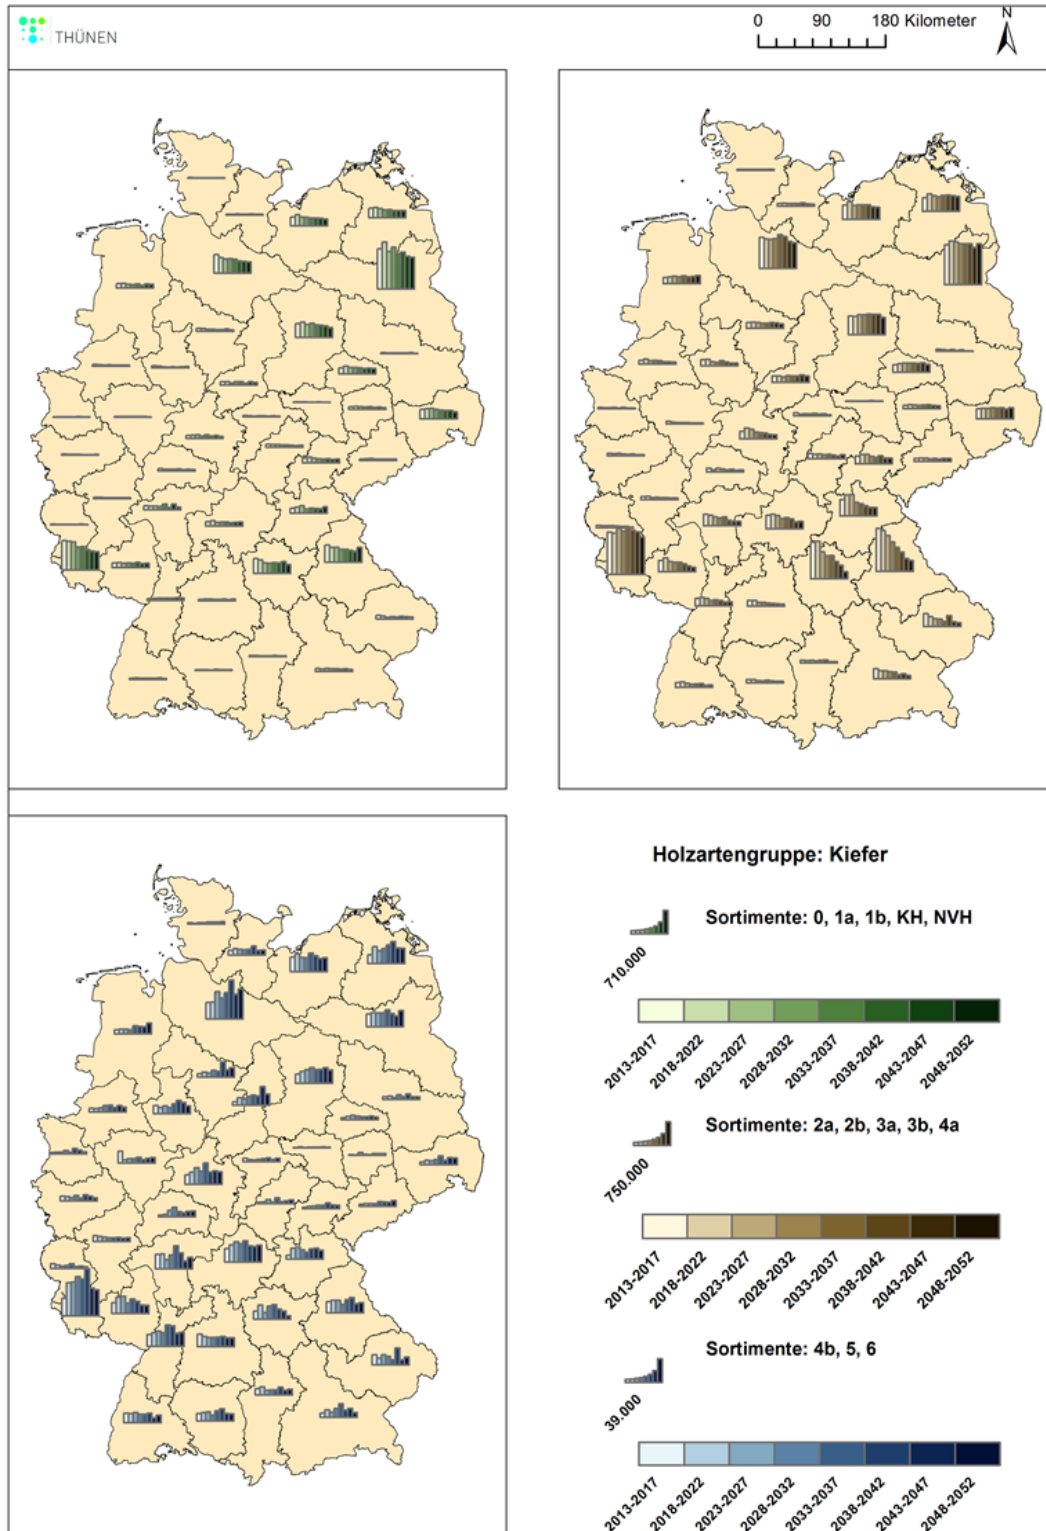 THÜNEN
0 90 180 Kilometer
N
Holzartengruppe: Kiefer
Sortimente: 0, 1a, 1b, KH, NVH
710.000
2013-2017 2018-2022 2023-2027 2028-2032 2033-2037 2038-2042 2043-2047 2048-2052
Sortimente: 2a, 2b, 3a, 3b, 4a
750.000
2013-2017 2018-2022 2023-2027 2028-2032 2033-2037 2038-2042 2043-2047 2048-2052
Sortimente: 4b, 5, 6
39.000
2013-2017 2018-2022 2023-2027 2028-2032 2033-2037 2038-2042 2043-2047 2048-2052